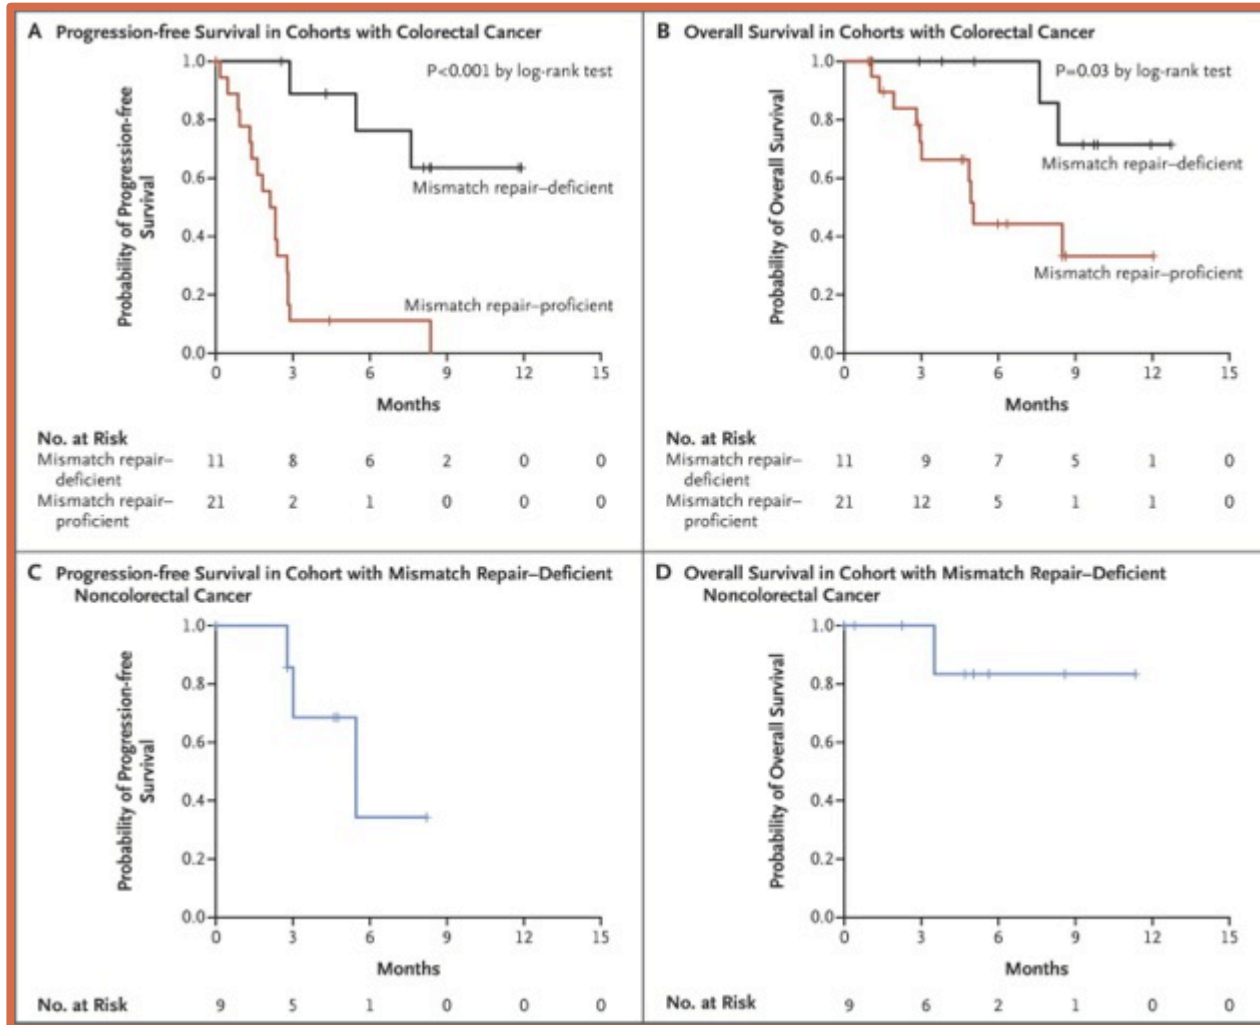 A Progression-free Survival in Cohorts with Colorectal Cancer
Probability of Progression-free
Survival
1.0
0.8
0.6
0.4
0.2
0.0
P<0.001 by log-rank test
Mismatch repair–deficient
Mismatch repair–proficient
0 3 6 9 12 15
Months
No. at Risk
Mismatch repair– 11 8 6 2 0 0
deficient
Mismatch repair– 21 2 1 0 0 0
proficient
B Overall Survival in Cohorts with Colorectal Cancer
Probability of Overall Survival
1.0
0.8
0.6
0.4
0.2
0.0
P=0.03 by log-rank test
Mismatch repair–deficient
Mismatch repair–proficient
0 3 6 9 12 15
Months
No. at Risk
Mismatch repair– 11 9 7 5 1 0
deficient
Mismatch repair– 21 12 5 1 1 0
proficient
C Progression-free Survival in Cohort with Mismatch Repair–Deficient
Noncolorectal Cancer
Probability of Progression-free
Survival
1.0
0.8
0.6
0.4
0.2
0.0
0 3 6 9 12 15
Months
No. at Risk 9 5 1 0 0 0
D Overall Survival in Cohort with Mismatch Repair–Deficient
Noncolorectal Cancer
Probability of Overall Survival
1.0
0.8
0.6
0.4
0.2
0.0
0 3 6 9 12 15
Months
No. at Risk 9 6 2 1 0 0